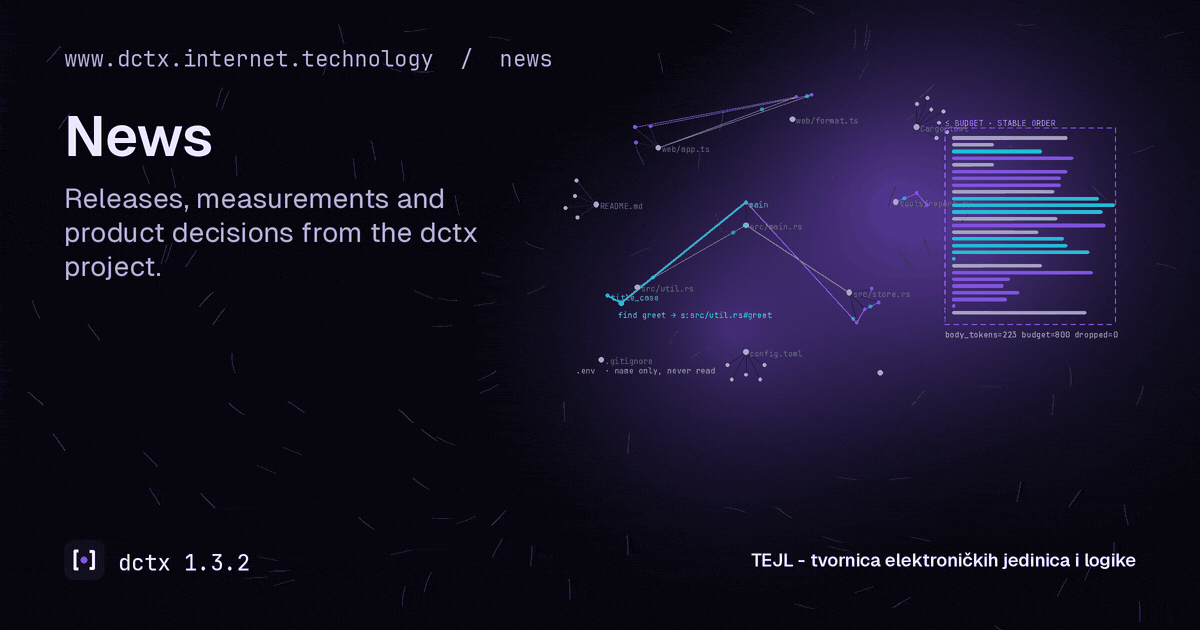 www.dctx.internet.technology / news
News
Releases, measurements and
product decisions from the dctx
project.
web/format.ts
web/app.ts
README.md
main
src/main.rs
src/util.rs
title_case
find greet → s:src/util.rs#greet
src/store.rs
.gitignore
.env · name only, never read
config.toml
≤ BUDGET · STABLE ORDER
body_tokens=223 budget=800 dropped=0
dctx 1.3.2
TEJL - tvornica elektroničkih jedinica i logike